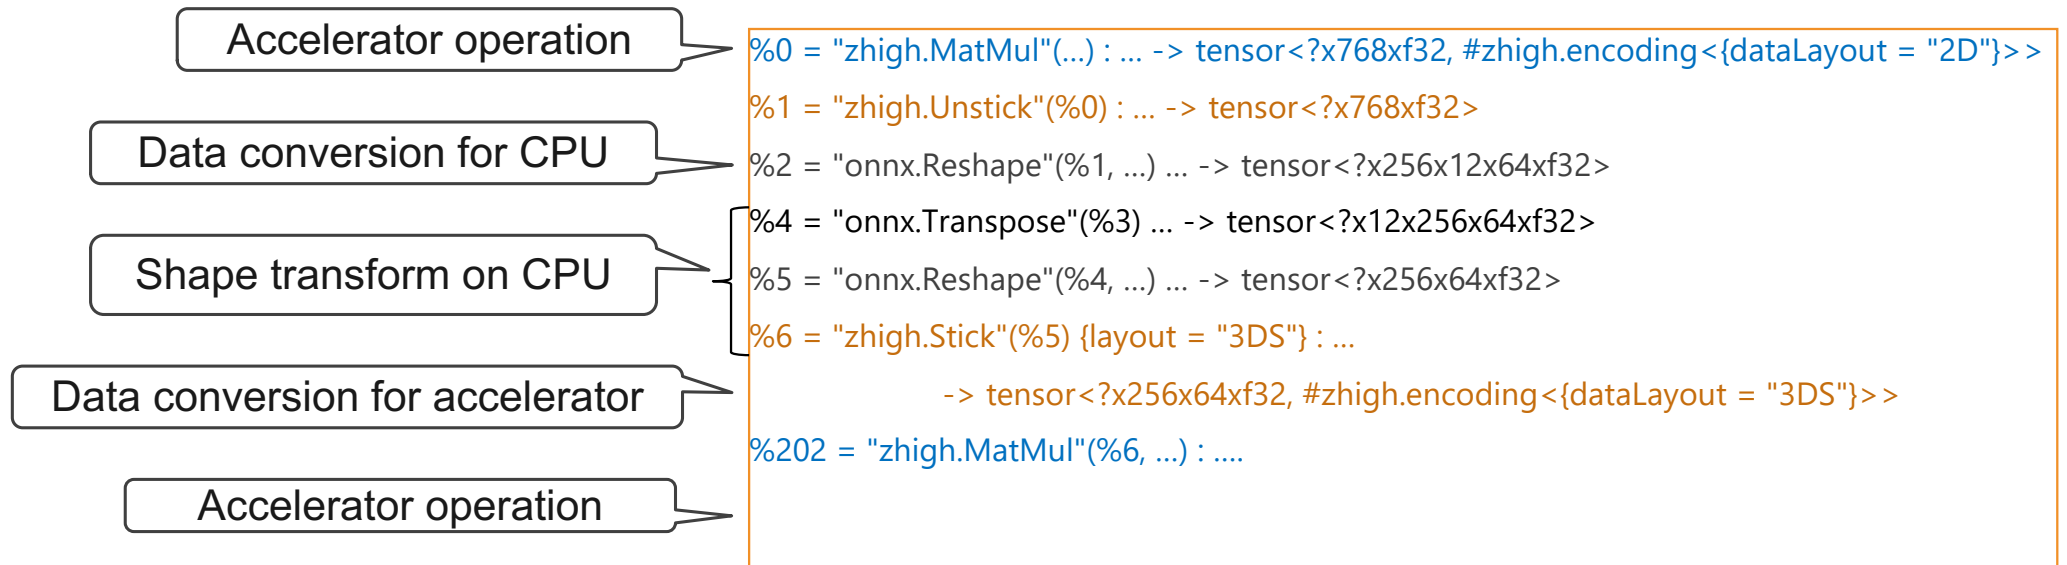 Accelerator operation
%0 = "zhigh.MatMul"(...) : ... -> tensor<?x768xf32, #zhigh.encoding<{dataLayout = "2D"}>>
%1 = "zhigh.Unstick"(%0) : ... -> tensor<?x768xf32>
Data conversion for CPU
%2 = "onnx.Reshape"(%1, ...) ... -> tensor<?x256x12x64xf32>
%4 = "onnx.Transpose"(%3) ... -> tensor<?x12x256x64xf32>
Shape transform on CPU
%5 = "onnx.Reshape"(%4, ...) ... -> tensor<?x256x64xf32>
%6 = "zhigh.Stick"(%5) {layout = "3DS"} : ...
Data conversion for accelerator
-> tensor<?x256x64xf32, #zhigh.encoding<{dataLayout = "3DS"}>>
%202 = "zhigh.MatMul"(%6, ...) : ....
Accelerator operation